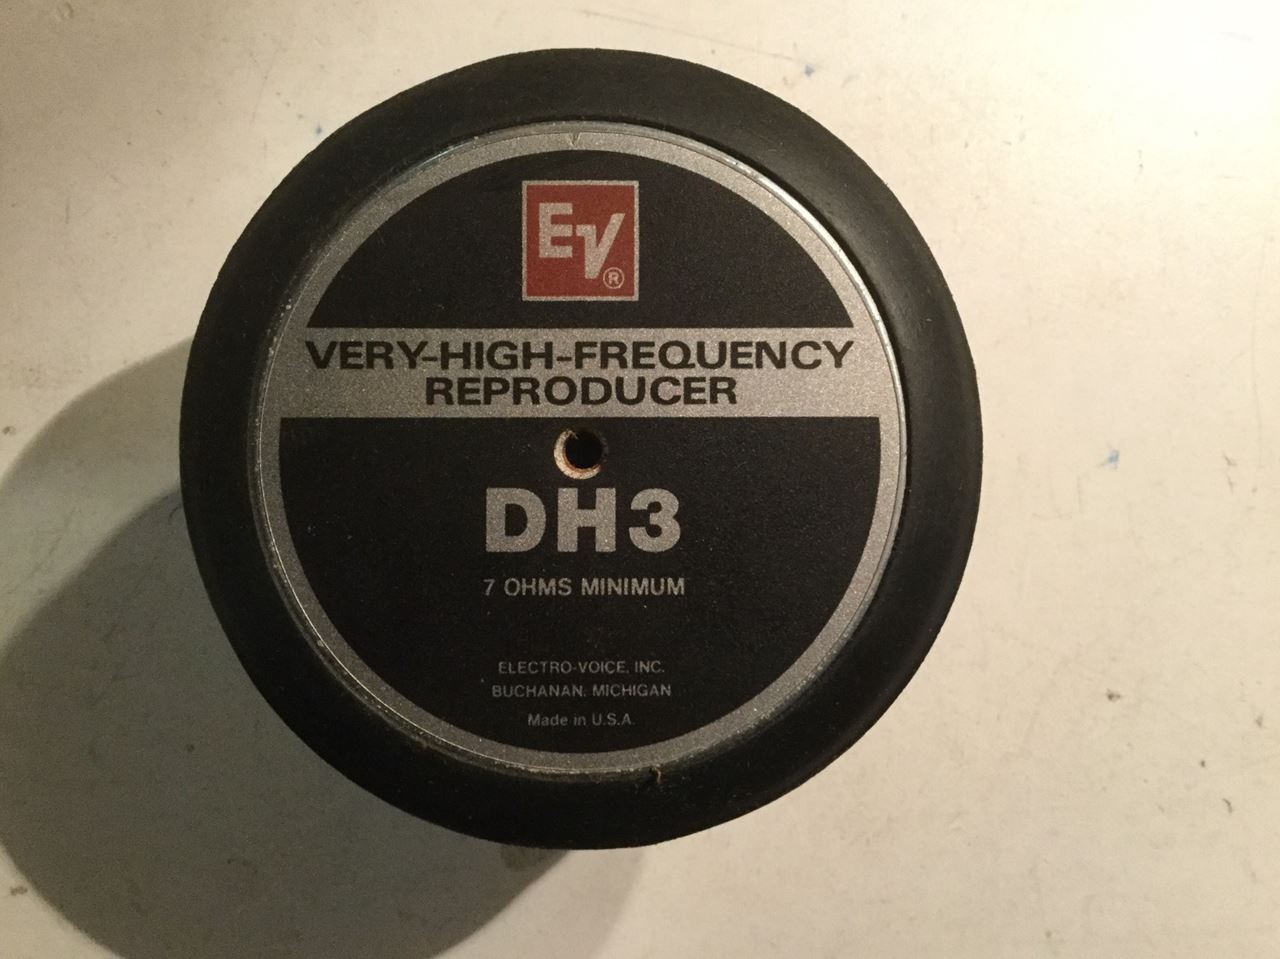 EV®
VERY-HIGH-FREQUENCY
REPRODUCER
DH3
7 OHMS MINIMUM
ELECTRO-VOICE, INC.
BUCHANAN, MICHIGAN
Made in U.S.A.